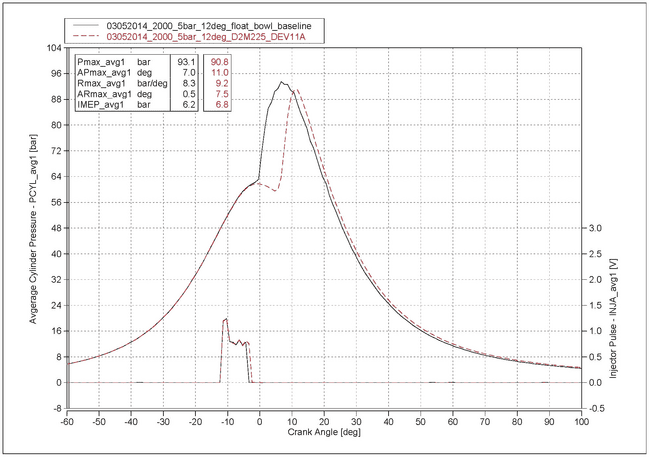 03052014_2000_5bar_12deg_float_bowl_baseline
03052014_2000_5bar_12deg_D2M225_DEV11A
Pmax_avg1 bar 93.1 90.8
APmax_avg1 deg 7.0 11.0
Rmax_avg1 bar/deg 8.3 9.2
ARmax_avg1 deg 0.5 7.5
IMEP_avg1 bar 6.2 6.8
Avgerage Cylinder Pressure - PCYL_avg1 [bar]
104
96
88
80
72
64
56
48
40
32
24
16
8
0
-8
3.0
2.5
2.0
1.5
1.0
0.5
0.0
-0.5
Injector Pulse - INJA_avg1 [V]
-60 -50 -40 -30 -20 -10 0 10 20 30 40 50 60 70 80 90 100
Crank Angle [deg]